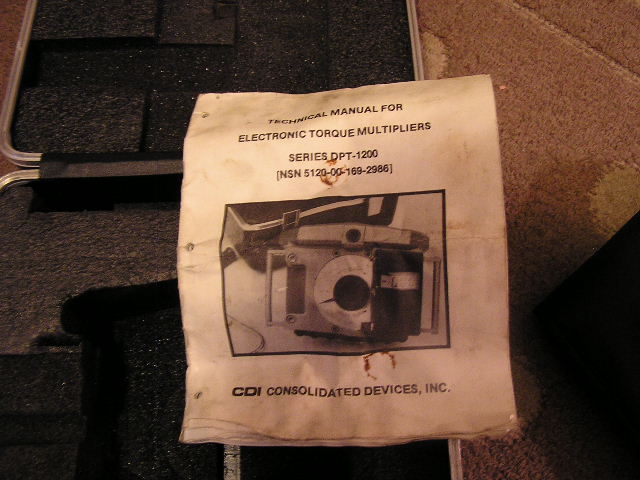 TECHNICAL MANUAL FOR
ELECTRONIC TORQUE MULTIPLIERS
SERIES DPT-1200
[NSN 5120-00-169-2986]
CDI CONSOLIDATED DEVICES, INC.